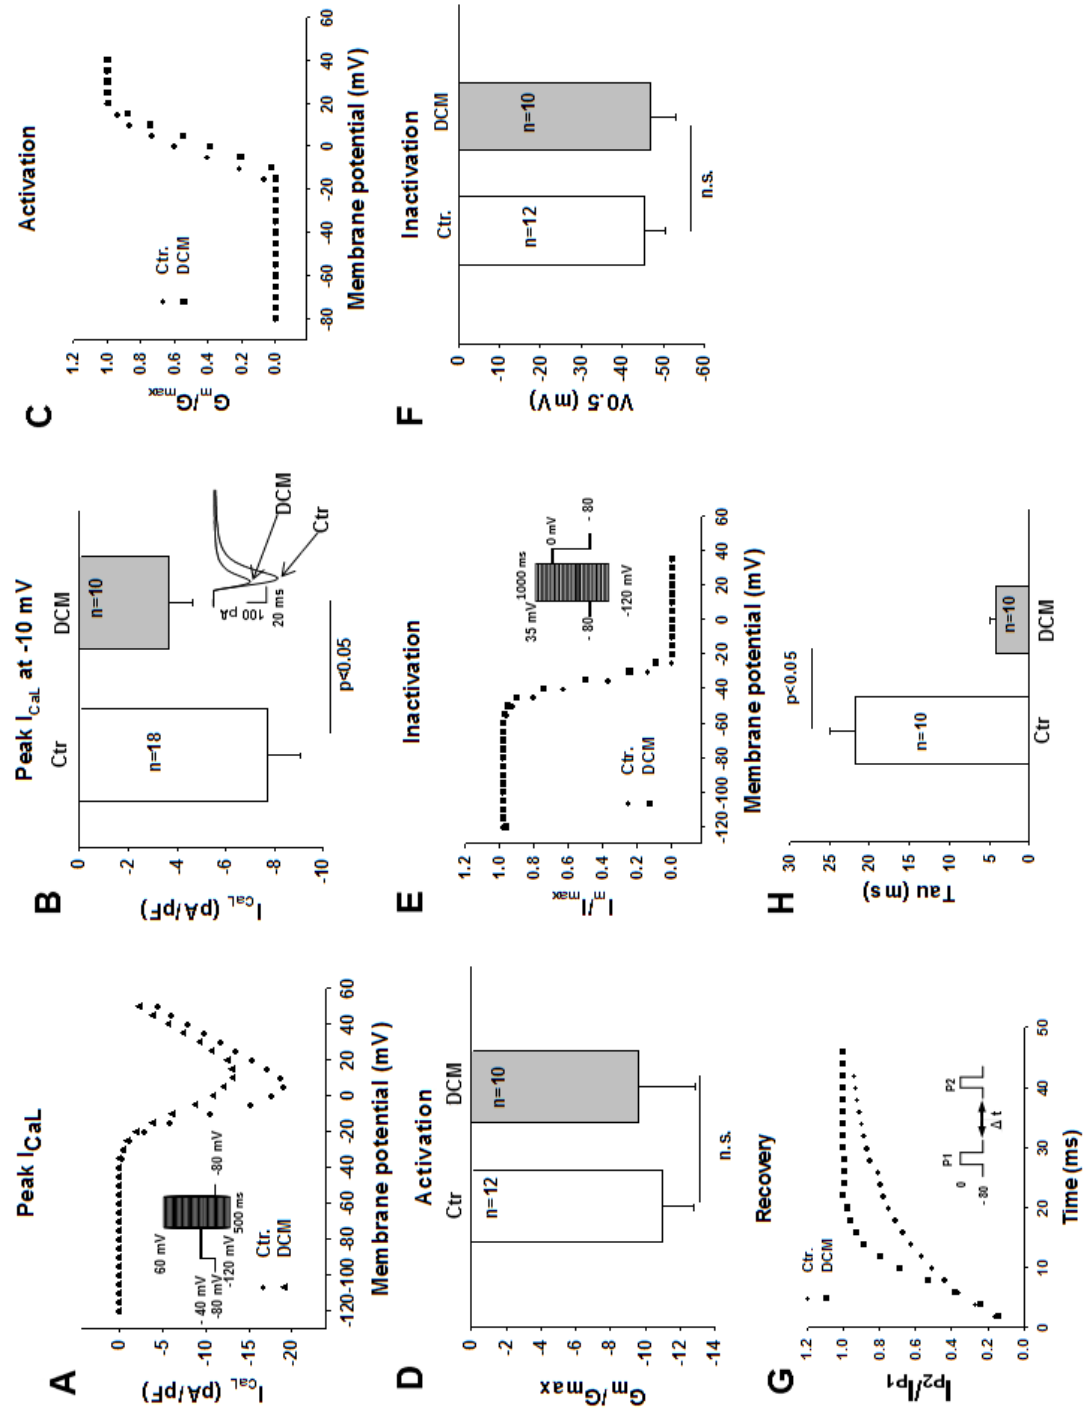 A
Peak ICaL
ICaL (pA/pF)
0
-5
-10
-15
-20
60 mV
- 40 mV
-80 mV
-120 mV
500 ms
-80 mV
Ctr.
DCM
-120 -100 -80 -60 -40 -20 0 20 40 60
Membrane potential (mV)
B
Peak ICaL at -10 mV
Ctr DCM
ICaL (pA/pF)
0
-2
-4
-6
-8
-10
n=18
n=10
100 pA
20 ms
DCM
Ctr
p<0.05
C
Activation
Gm/Gmax
1.2
1.0
0.8
0.6
0.4
0.2
0.0
Ctr.
DCM
-80 -60 -40 -20 0 20 40 60
Membrane potential (mV)
D
Activation
Ctr DCM
Gm/Gmax
0
-2
-4
-6
-8
-10
-12
-14
n=12
n=10
n.s.
E
Inactivation
Im/Imax
1.2
1.0
0.8
0.6
0.4
0.2
0.0
35 mV
1000 ms
0 mV
- 80
- 80
-120 mV
Ctr.
DCM
-120 -100 -80 -60 -40 -20 0 20 40 60
Membrane potential (mV)
F
Inactivation
Ctr. DCM
V0.5 (mV)
0
-10
-20
-30
-40
-50
-60
n=12
n=10
n.s.
G
Recovery
IP2/IP1
1.2
1.0
0.8
0.6
0.4
0.2
0.0
Ctr.
DCM
P1 P2
0
- 80
Δ t
0 10 20 30 40 50
Time (ms)
H
Tau (ms)
30
25
20
15
10
5
0
p<0.05
n=10
n=10
Ctr DCM